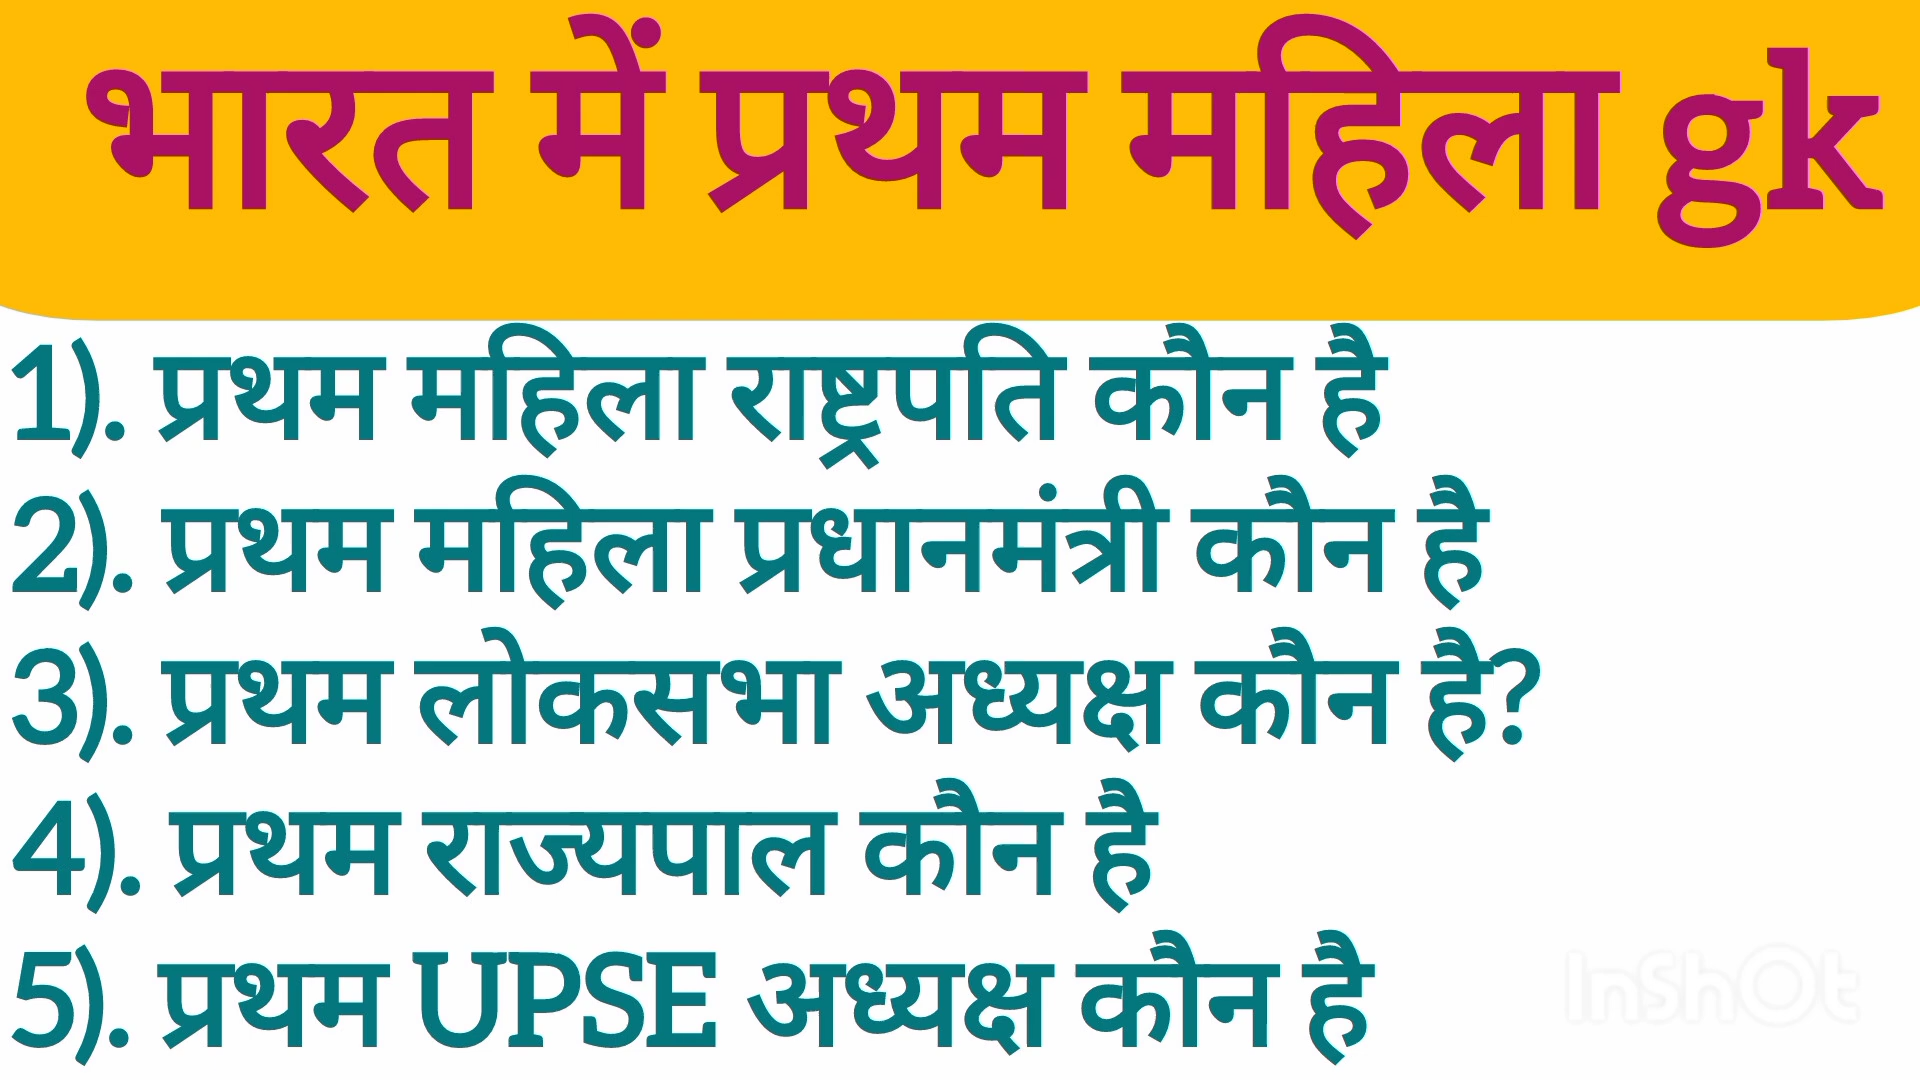 भारत में प्रथम महिला gk
1). प्रथम महिला राष्ट्रपति कौन है
2). प्रथम महिला प्रधानमंत्री कौन है
3). प्रथम लोकसभा अध्यक्ष कौन है?
4). प्रथम राज्यपाल कौन है
5). प्रथम UPSE अध्यक्ष कौन है
InShOt